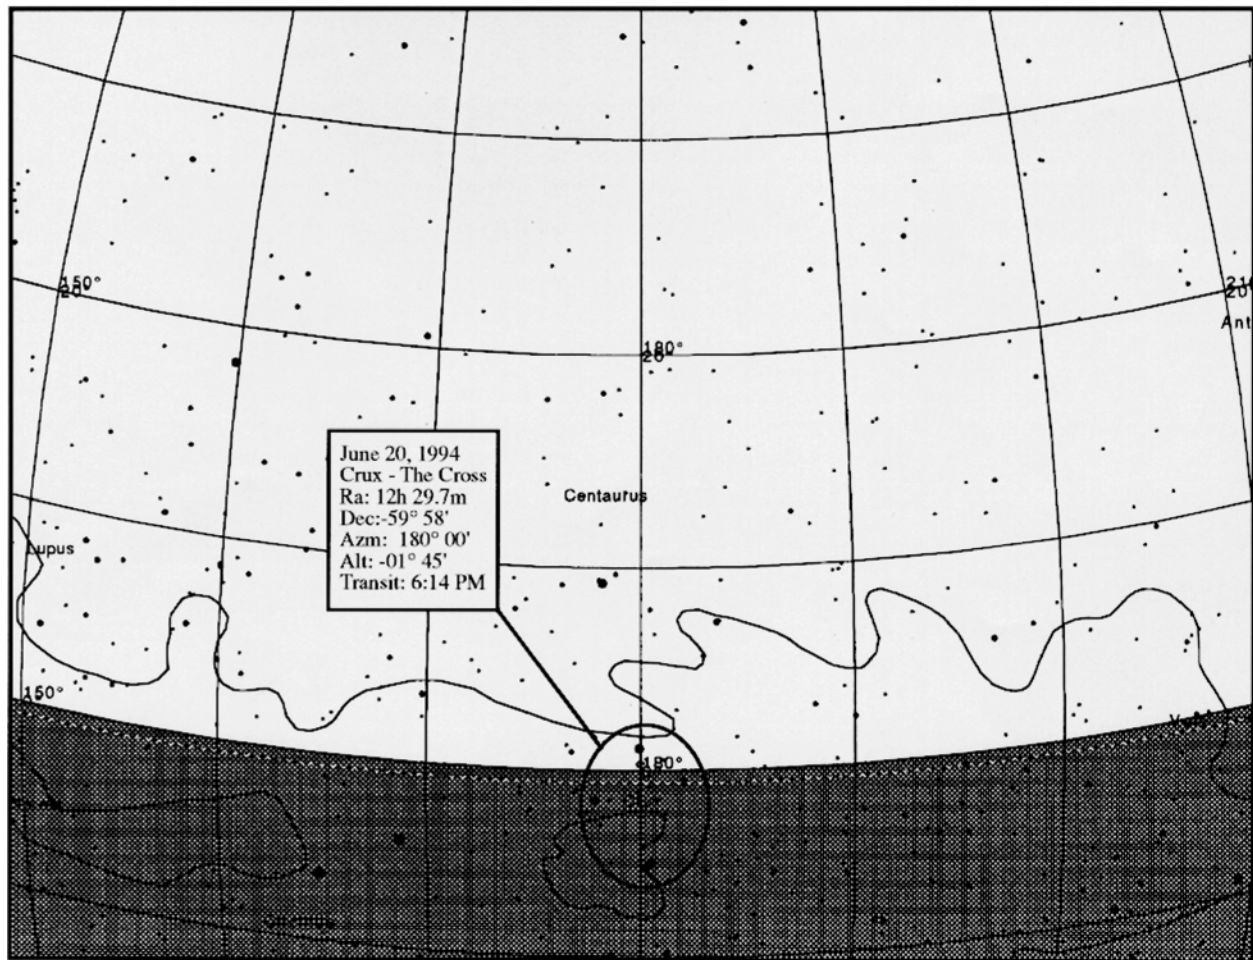 150°
20°
180°
20°
20°
Ant
June 20, 1994
Crux - The Cross
Ra: 12h 29.7m
Dec:-59° 58'
Azm:  180° 00'
Alt: -01° 45'
Transit: 6:14 PM
Centaurus
Lupus
150°
180°